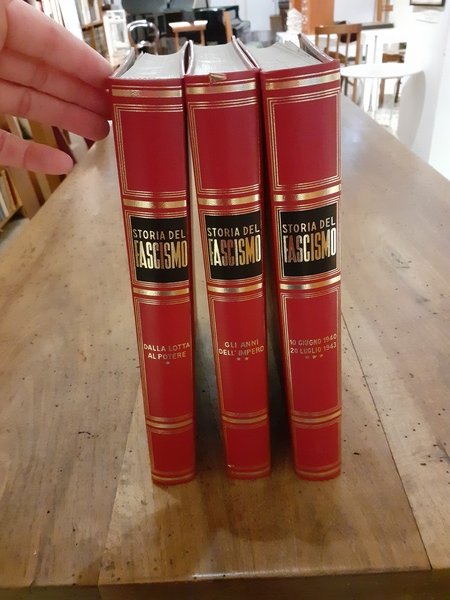 STORIA DEL
FASCISMO
DALLA LOTTA
AL POTERE
*
STORIA DEL
FASCISMO
GLI ANNI
DELL'IMPERO
**
STORIA DEL
FASCISMO
10 GIUGNO 1940
25 LUGLIO 1943
***